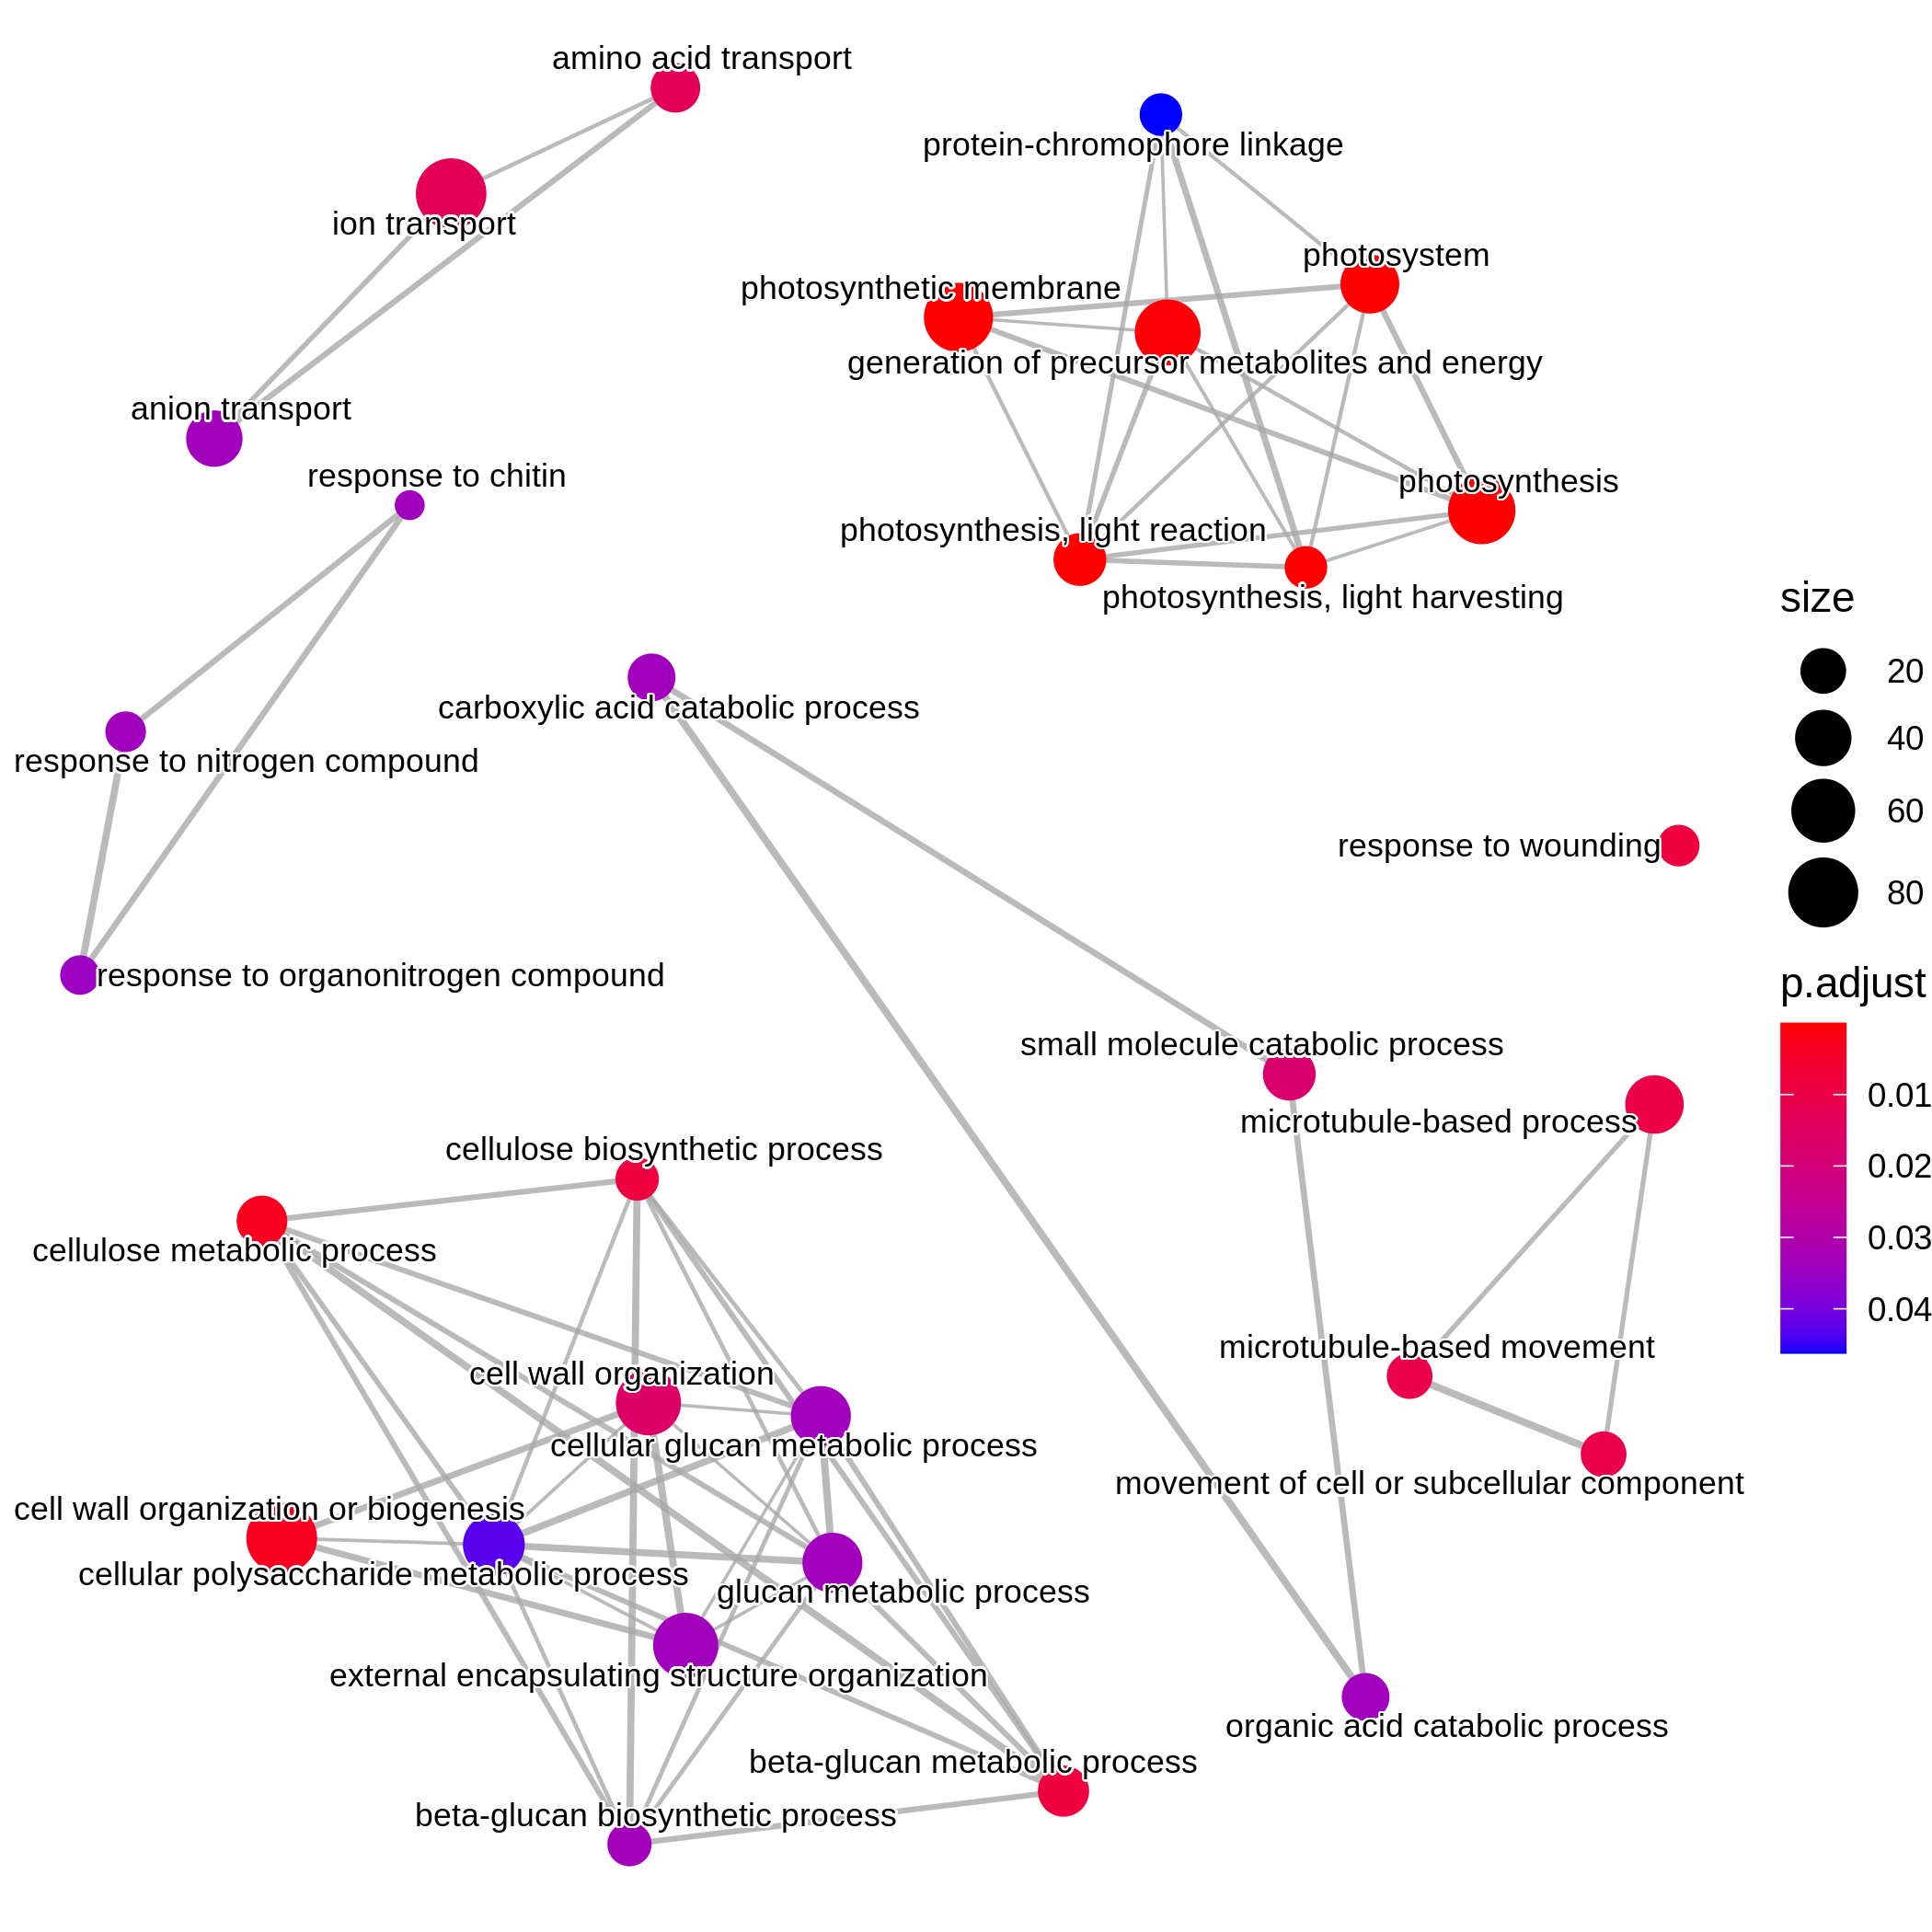 amino acid transport
protein-chromophore linkage
ion transport
photosystem
photosynthetic membrane
generation of precursor metabolites and energy
anion transport
response to chitin
photosynthesis
photosynthesis, light reaction
photosynthesis, light harvesting
size
20
40
60
80
carboxylic acid catabolic process
response to nitrogen compound
response to wounding
response to organonitrogen compound
p.adjust
0.01
0.02
0.03
0.04
small molecule catabolic process
microtubule-based process
cellulose biosynthetic process
cellulose metabolic process
microtubule-based movement
cell wall organization
cellular glucan metabolic process
movement of cell or subcellular component
cell wall organization or biogenesis
cellular polysaccharide metabolic process
glucan metabolic process
external encapsulating structure organization
organic acid catabolic process
beta-glucan metabolic process
beta-glucan biosynthetic process